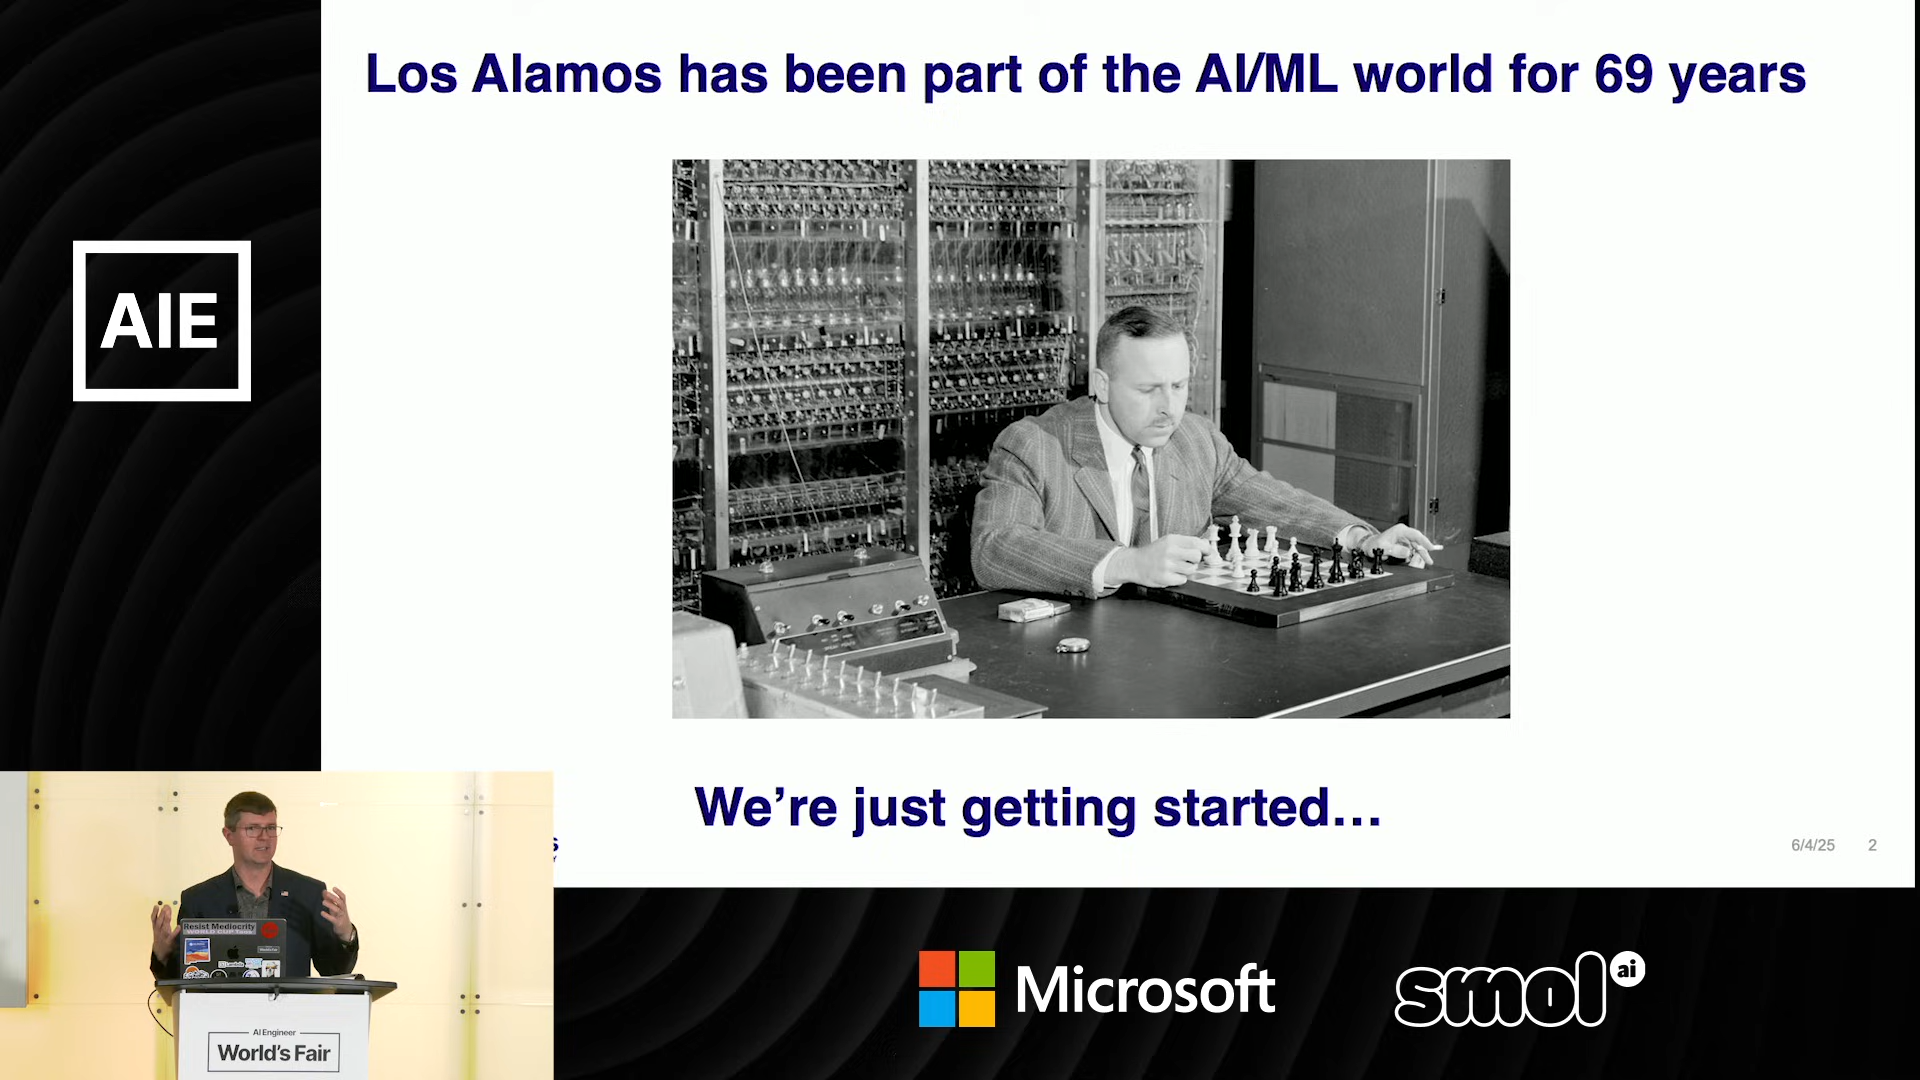 Los Alamos has been part of the AI/ML world for 69 years
AIE
We're just getting started...
6/4/25 2
Resist Mediocrity
AI Engineer
World's Fair
Microsoft
smol ai